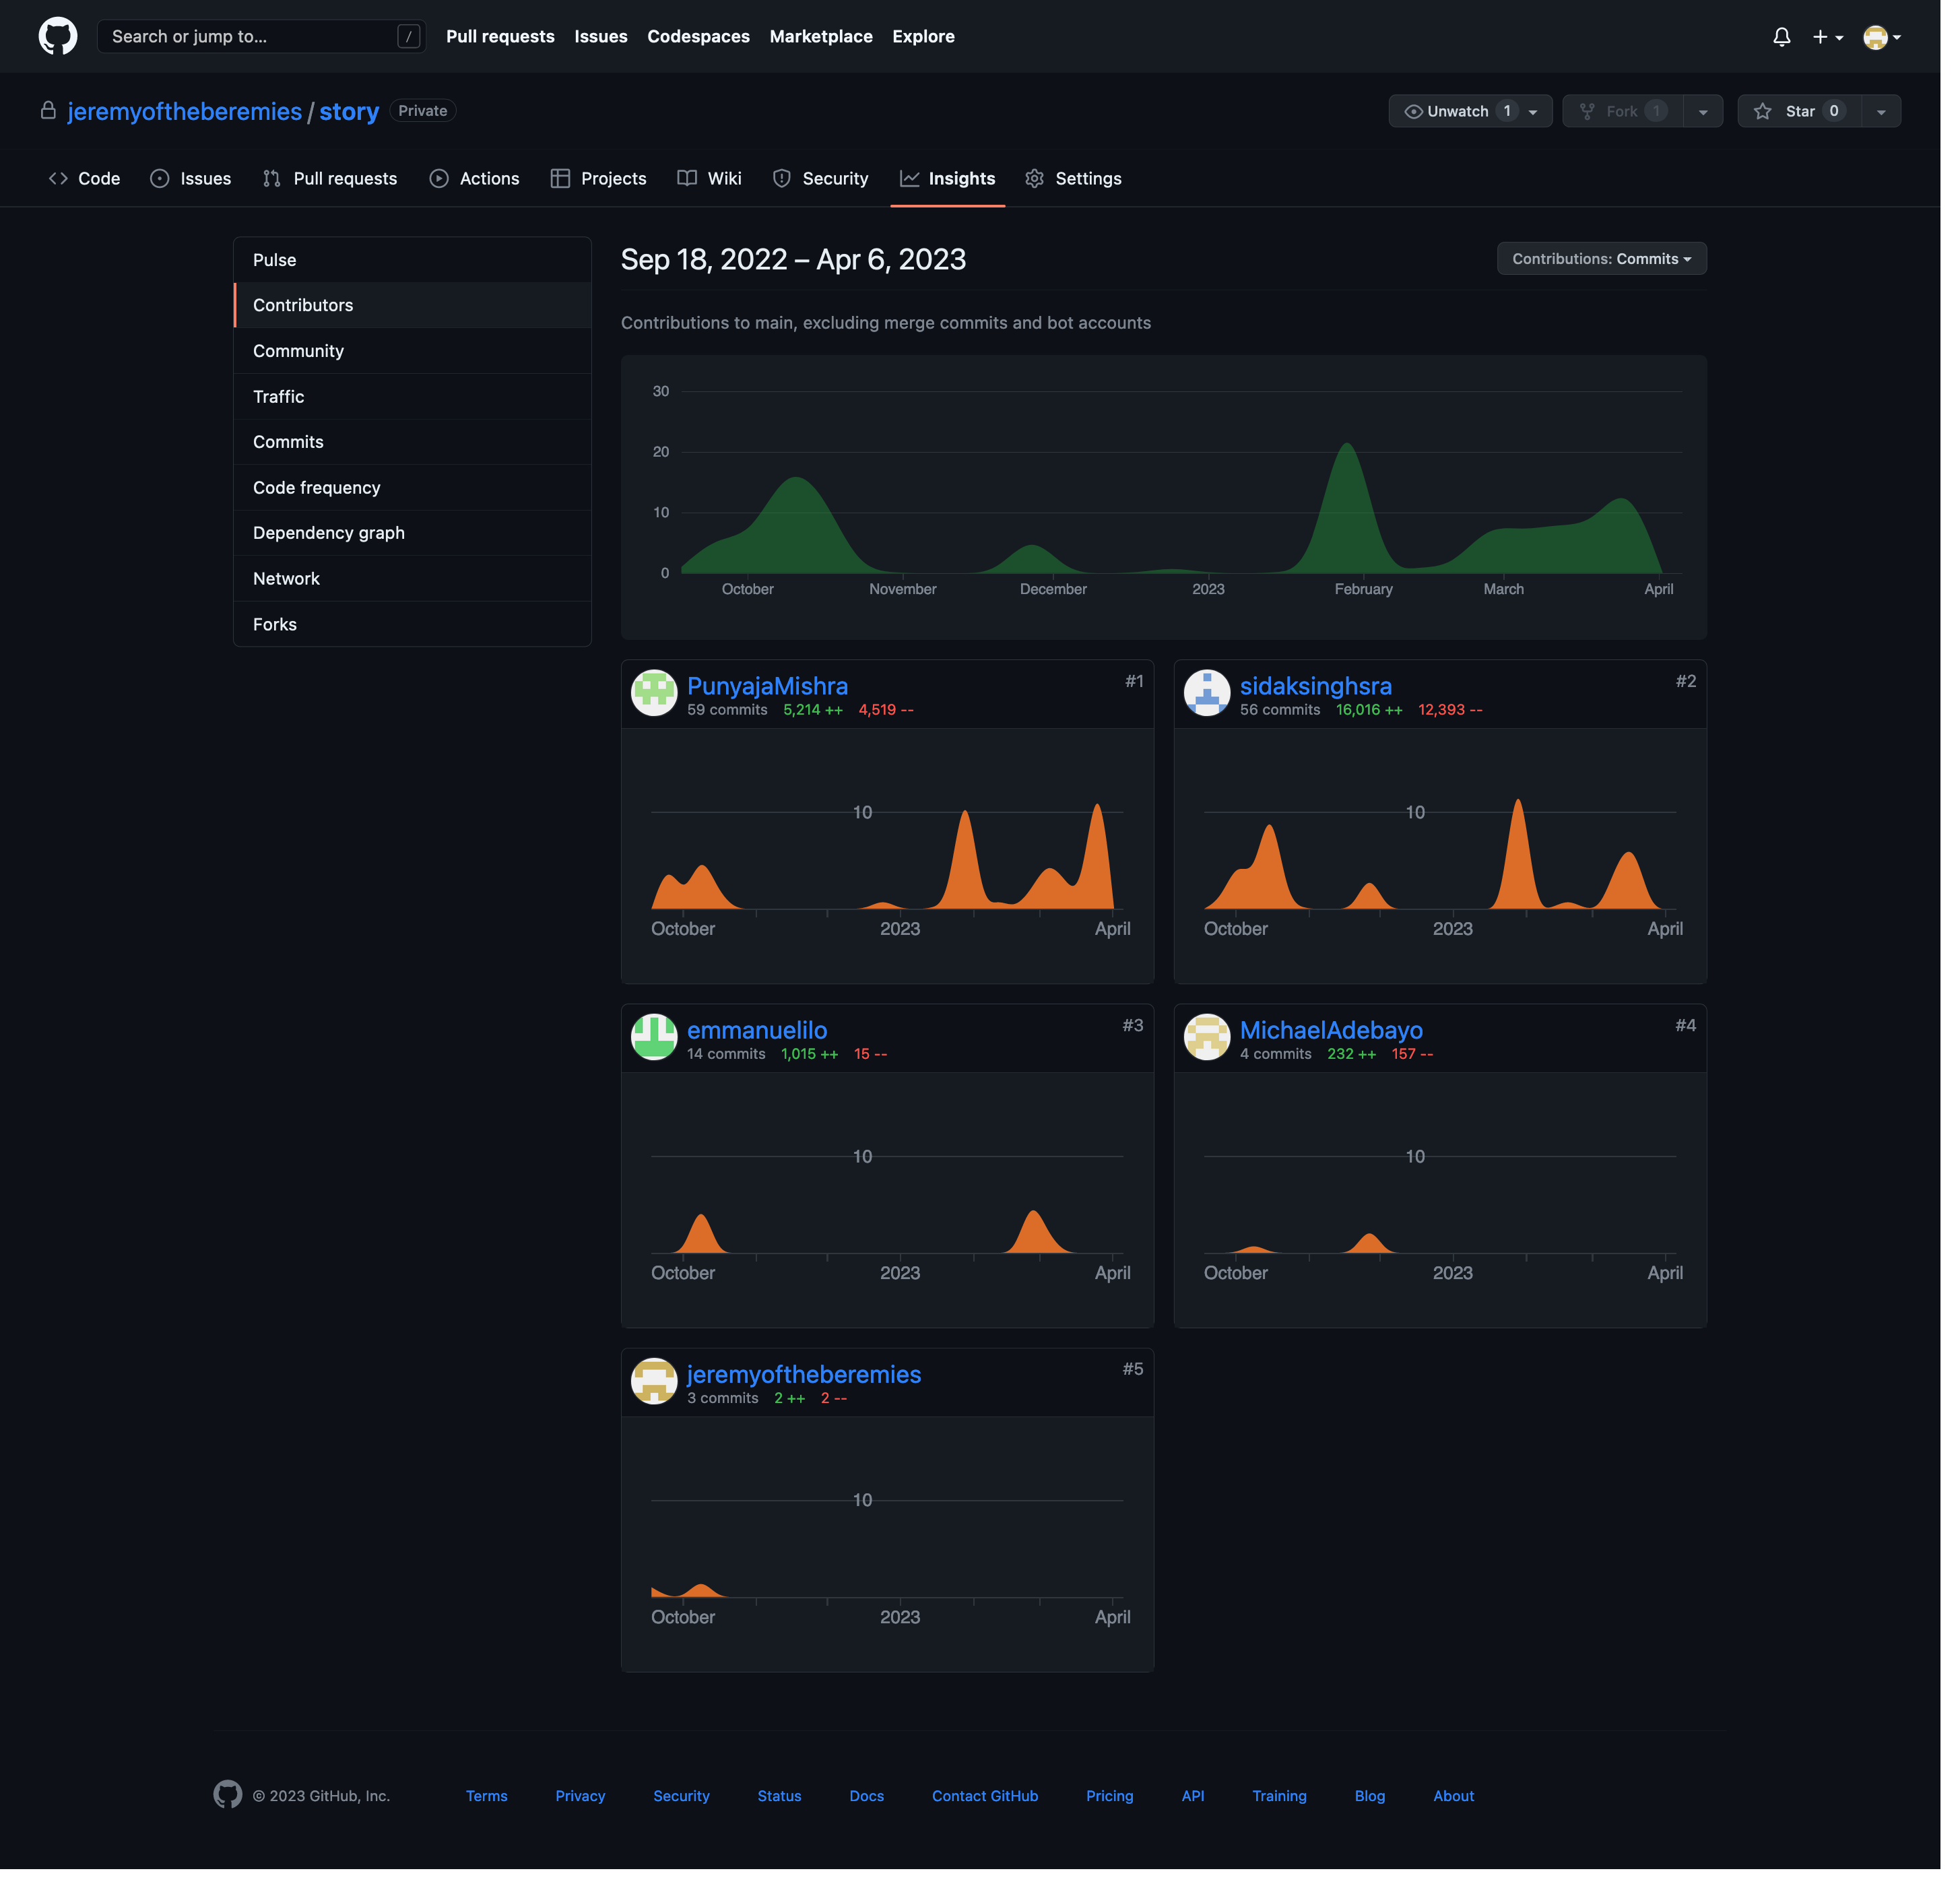 Search or jump to... / Pull requests Issues Codespaces Marketplace Explore
jeremyoftheberemies / story Private Unwatch 1 Fork 1 Star 0
Code Issues Pull requests Actions Projects Wiki Security Insights Settings
Pulse
Contributors
Community
Traffic
Commits
Code frequency
Dependency graph
Network
Forks
Sep 18, 2022 – Apr 6, 2023 Contributions: Commits
Contributions to main, excluding merge commits and bot accounts
30
20
10
0
October November December 2023 February March April
PunyajaMishra #1
59 commits 5,214 ++ 4,519 --
10
October 2023 April
sidaksinghsra #2
56 commits 16,016 ++ 12,393 --
10
October 2023 April
emmanuelilo #3
14 commits 1,015 ++ 15 --
10
October 2023 April
MichaelAdebayo #4
4 commits 232 ++ 157 --
10
October 2023 April
jeremyoftheberemies #5
3 commits 2 ++ 2 --
10
October 2023 April
© 2023 GitHub, Inc. Terms Privacy Security Status Docs Contact GitHub Pricing API Training Blog About